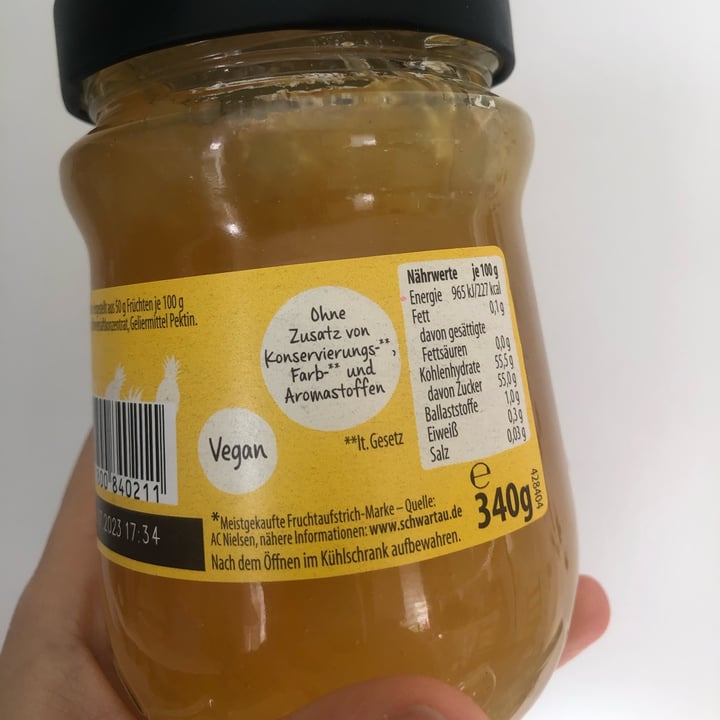 aus 50 g Früchten je 100 g
Geliermittel Pektin.
Ohne
Zusatz von
Konservierungs-**,
Farb-** und
Aromastoffen
**lt. Gesetz
Vegan
Nährwerte je 100 g
Energie 965 kJ/227 kcal
Fett 0,1 g
davon gesättigte
Fettsäuren 0,0 g
Kohlenhydrate 55,5 g
davon Zucker 55,0 g
Ballaststoffe 1,0 g
Eiweiß 0,3 g
Salz 0,03 g
840211
2023 17:34
*Meistgekaufte Fruchtaufstrich-Marke – Quelle:
AC Nielsen, nähere Informationen: www.schwartau.de
Nach dem Öffnen im Kühlschrank aufbewahren.
℮
340g
428404